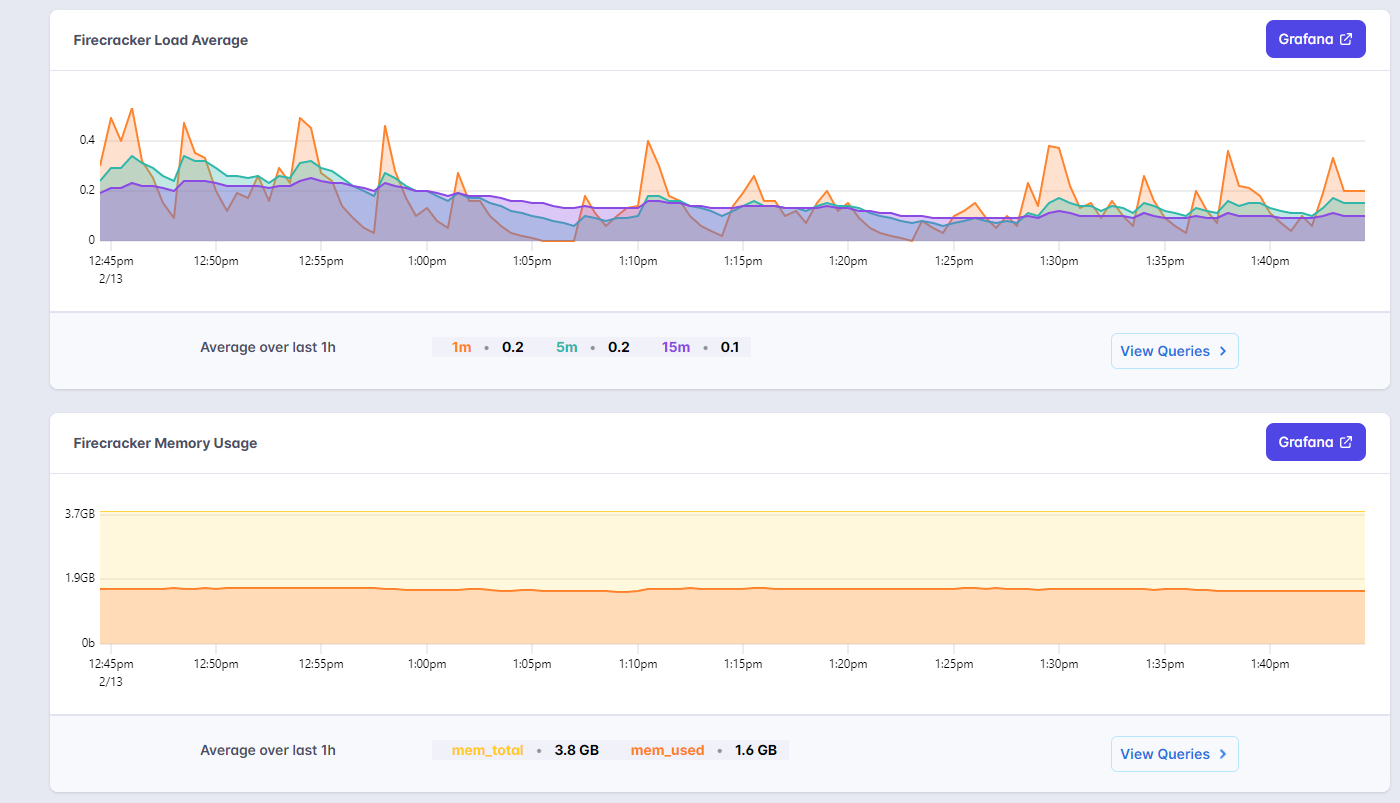 Firecracker Load Average
Grafana
0.4
0.2
0
12:45pm 12:50pm 12:55pm 1:00pm 1:05pm 1:10pm 1:15pm 1:20pm 1:25pm 1:30pm 1:35pm 1:40pm
2/13
Average over last 1h 1m • 0.2 5m • 0.2 15m • 0.1 View Queries
Firecracker Memory Usage
Grafana
3.7GB
1.9GB
0b
12:45pm 12:50pm 12:55pm 1:00pm 1:05pm 1:10pm 1:15pm 1:20pm 1:25pm 1:30pm 1:35pm 1:40pm
2/13
Average over last 1h mem_total • 3.8 GB mem_used • 1.6 GB View Queries